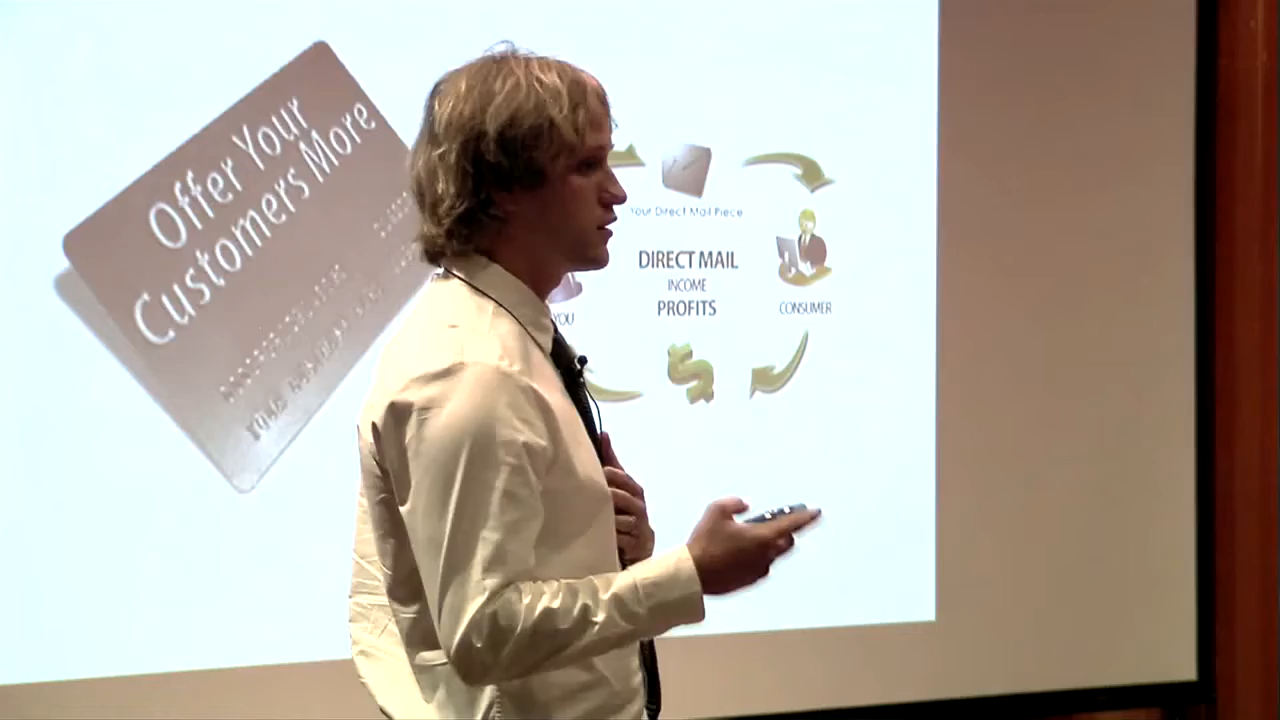 Offer Your
Customers More
Your Direct Mail Piece
DIRECT MAIL
INCOME
PROFITS
YOU
CONSUMER